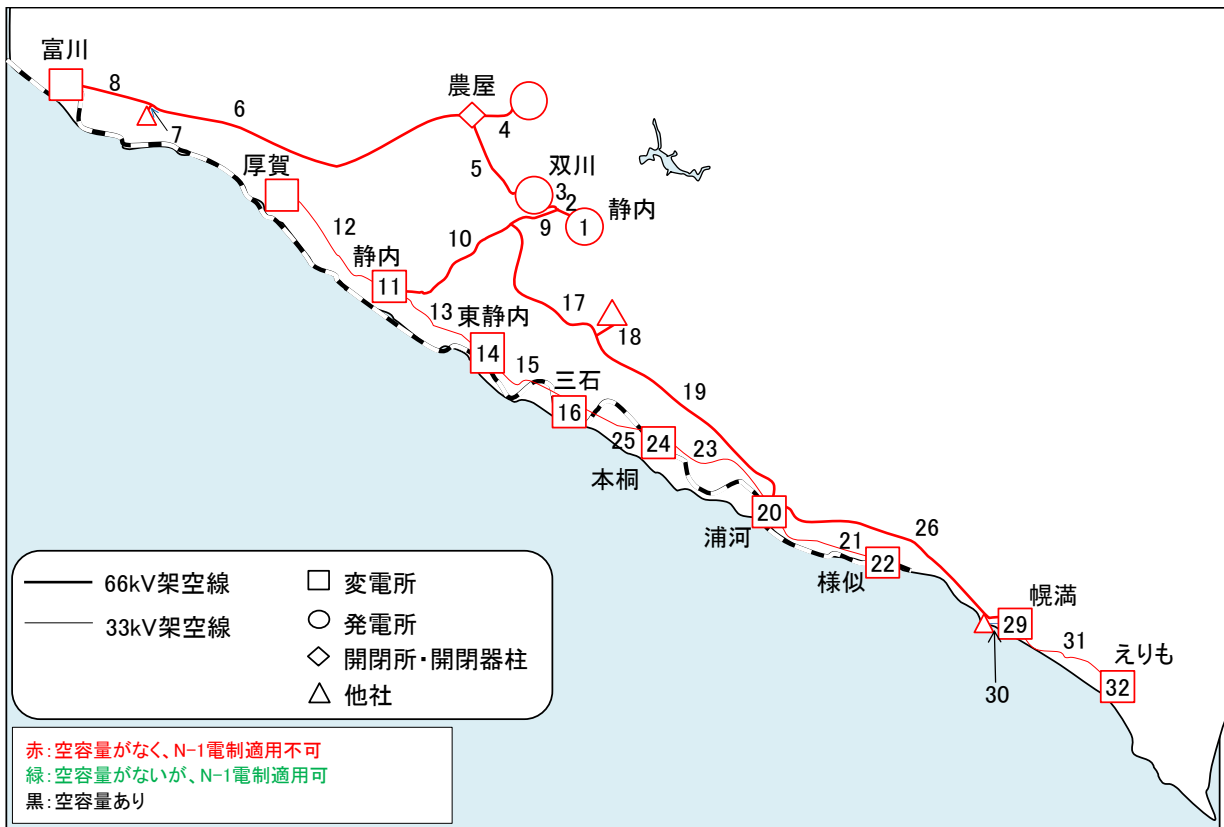 富川
8
6
7
農屋
4
5
双川
3
2
静内
1
9
10
厚賀
12
静内
11
13
東静内
14
15
三石
16
17
18
19
25
24
23
本桐
20
浦河
26
21
22
様似
幌満
29
30
31
えりも
32
66kV架空線
33kV架空線
変電所
発電所
開閉所・開閉器柱
他社
赤:空容量がなく、N-1電制適用不可
緑:空容量がないが、N-1電制適用可
黒:空容量あり